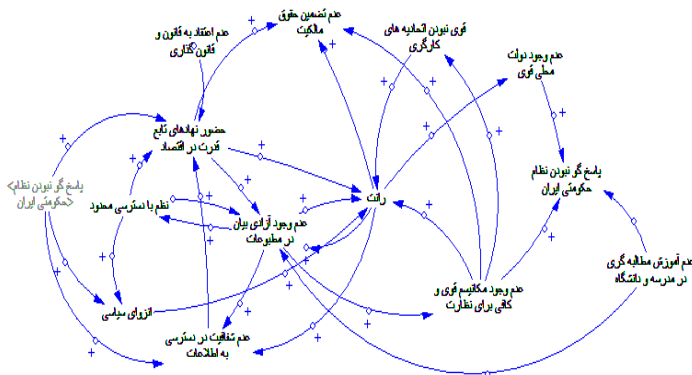 عدم تضمین حقوق
مالکیت
عدم اعتقاد به قانون و
قانون گذاری
قوی نبودن اتحادیه های
کارگری
عدم وجود دولت
محلی قوی
حضور نهادهای تابع
قدرت در اقتصاد
پاسخ گو نبودن نظام
حکومتی ایران
<پاسخ گو نبودن نظام
حکومتی ایران>
نظم با دسترسی محدود
رانت
عدم وجود آزادی بیان
در مطبوعات
عدم آموزش مطالبه گری
در مدرسه و دانشگاه
عدم وجود مکانیسم قوی و
کافی برای نظارت
انزوای سیاسی
عدم شفافیت در دسترسی
به اطلاعات